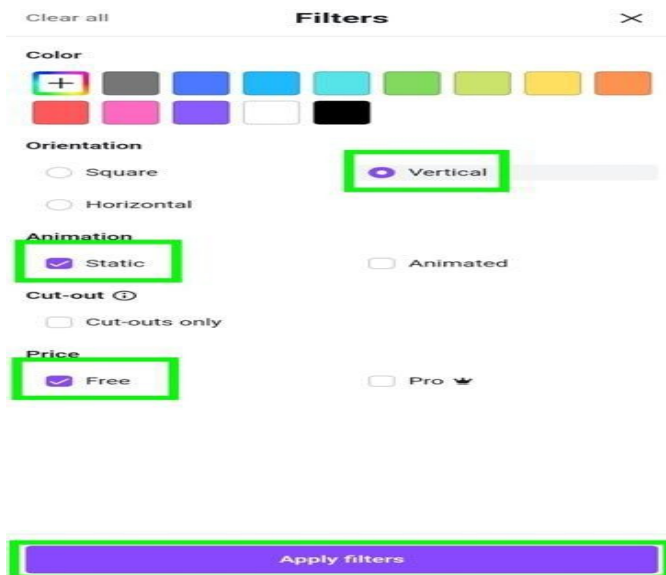 Clear all Filters
Color
Orientation
Square Vertical
Horizontal
Animation
Static Animated
Cut-out
Cut-outs only
Price
Free Pro
Apply filters